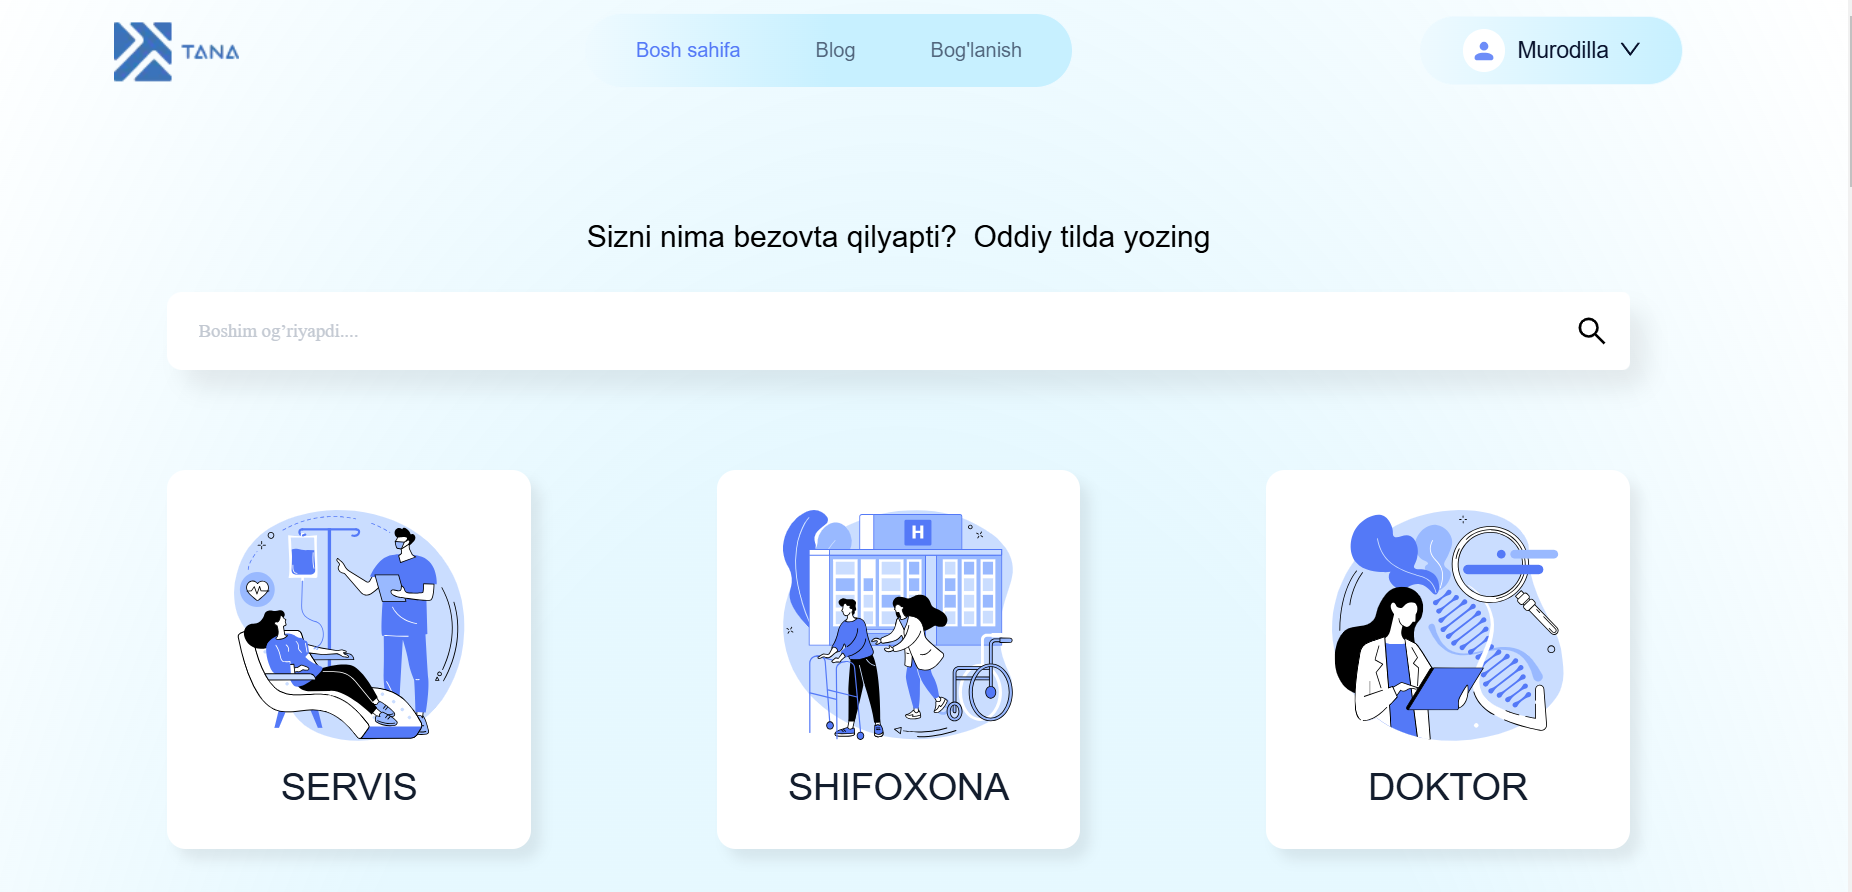 TANA
Bosh sahifa Blog Bog'lanish
Murodilla
Sizni nima bezovta qilyapti?  Oddiy tilda yozing
Boshim og’riyapdi....
H
SERVIS
SHIFOXONA
DOKTOR